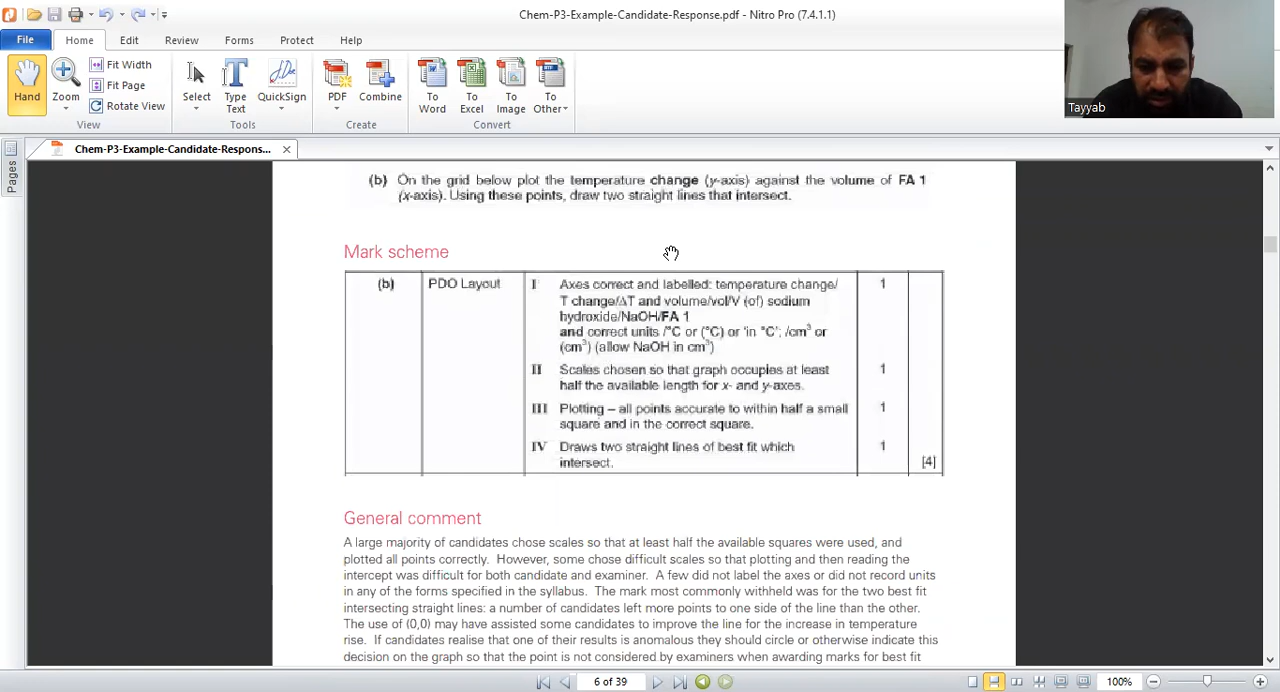 Chem-P3-Example-Candidate-Response.pdf - Nitro Pro (7.4.1.1)
File Home Edit Review Forms Protect Help
Hand
Zoom
Fit Width
Fit Page
Rotate View
View
Select
Type Text
QuickSign
Tools
PDF
Combine
Create
To Word
To Excel
To Image
To Other
Convert
Tayyab
Chem-P3-Example-Candidate-Respons...
Pages
(b) On the grid below plot the temperature change (y-axis) against the volume of FA 1
(x-axis). Using these points, draw two straight lines that intersect.
Mark scheme
(b) PDO Layout I Axes correct and labelled: temperature change/ 1
T change/ΔT and volume/vol/V (of) sodium
hydroxide/NaOH/FA 1
and correct units /°C or (°C) or 'in °C'; /cm³ or
(cm³) (allow NaOH in cm³)
II Scales chosen so that graph occupies at least 1
half the available length for x- and y-axes.
III Plotting – all points accurate to within half a small 1
square and in the correct square.
IV Draws two straight lines of best fit which 1
intersect. [4]
General comment
A large majority of candidates chose scales so that at least half the available squares were used, and
plotted all points correctly. However, some chose difficult scales so that plotting and then reading the
intercept was difficult for both candidate and examiner. A few did not label the axes or did not record units
in any of the forms specified in the syllabus. The mark most commonly withheld was for the two best fit
intersecting straight lines: a number of candidates left more points to one side of the line than the other.
The use of (0,0) may have assisted some candidates to improve the line for the increase in temperature
rise. If candidates realise that one of their results is anomalous they should circle or otherwise indicate this
decision on the graph so that the point is not considered by examiners when awarding marks for best fit
6 of 39
100%